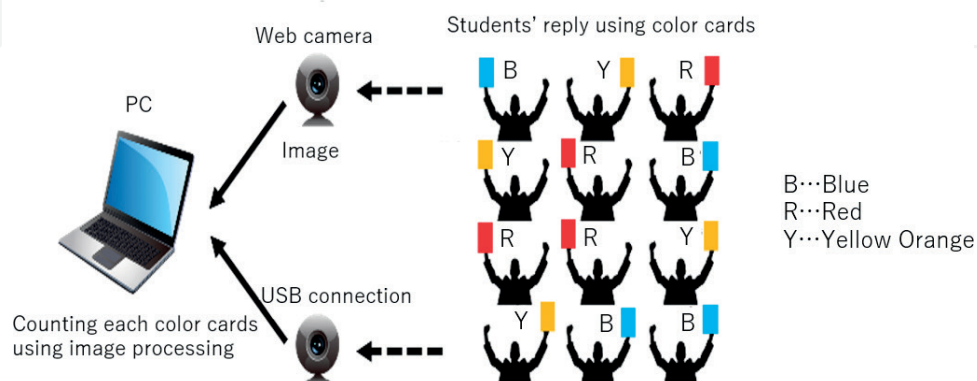 Students' reply using color cards
Web camera
B Y R
PC
Image
Y R B
B…Blue
R…Red
Y…Yellow Orange
R R Y
USB connection
Y B B
Counting each color cards
using image processing